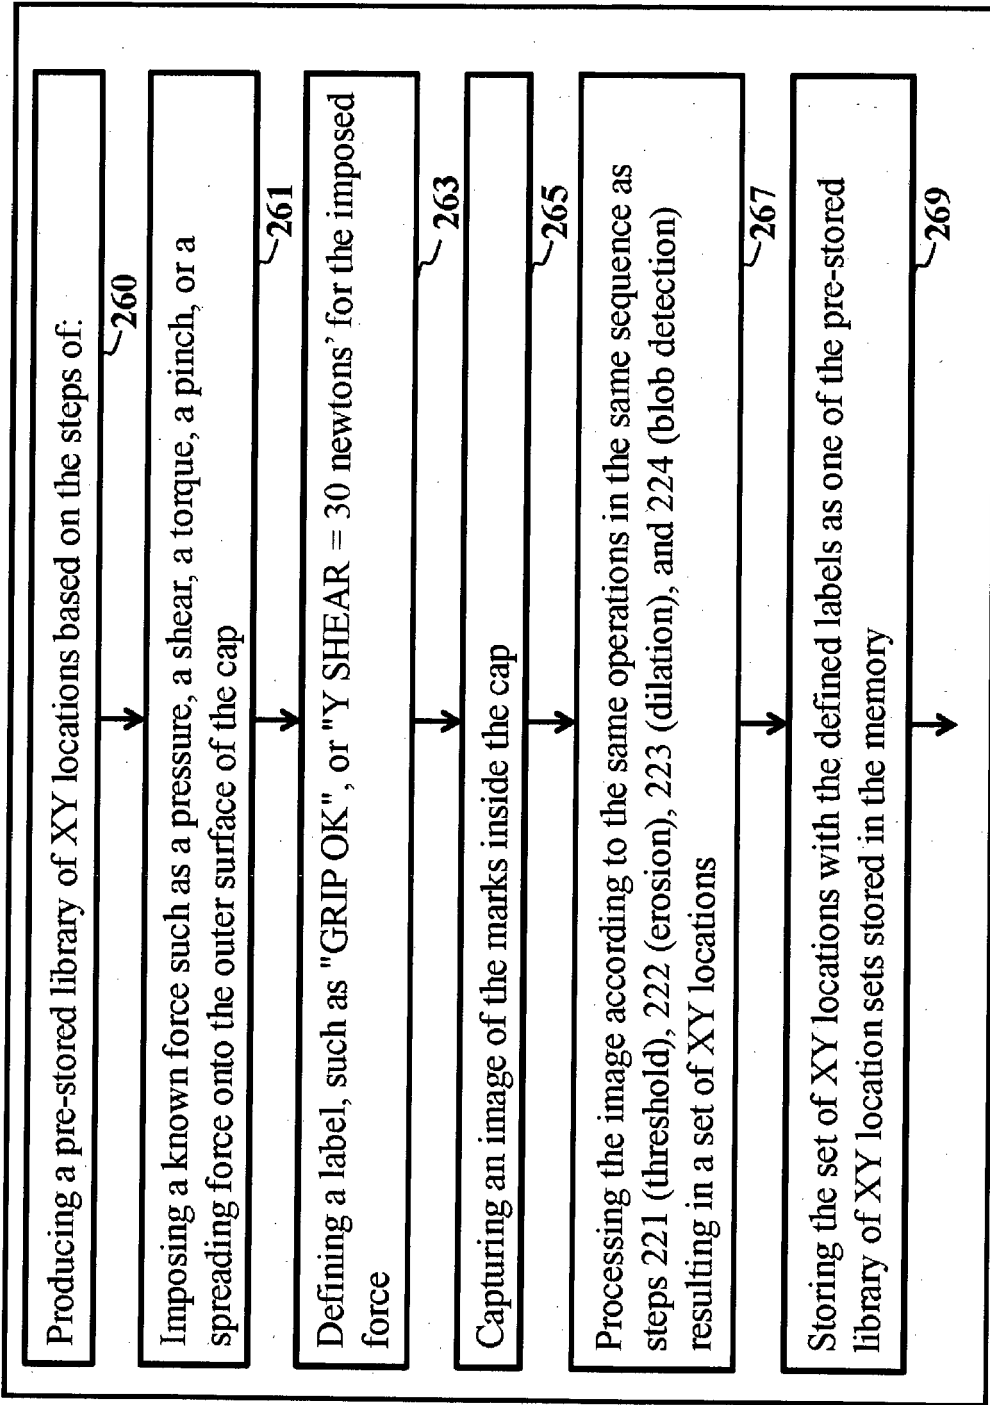 Producing a pre-stored library of XY locations based on the steps of:
260
Imposing a known force such as a pressure, a shear, a torque, a pinch, or a
spreading force onto the outer surface of the cap
261
Defining a label, such as "GRIP OK", or "Y SHEAR = 30 newtons' for the imposed
force
263
Capturing an image of the marks inside the cap
265
Processing the image according to the same operations in the same sequence as
steps 221 (threshold), 222 (erosion), 223 (dilation), and 224 (blob detection)
resulting in a set of XY locations
267
Storing the set of XY locations with the defined labels as one of the pre-stored
library of XY location sets stored in the memory
269